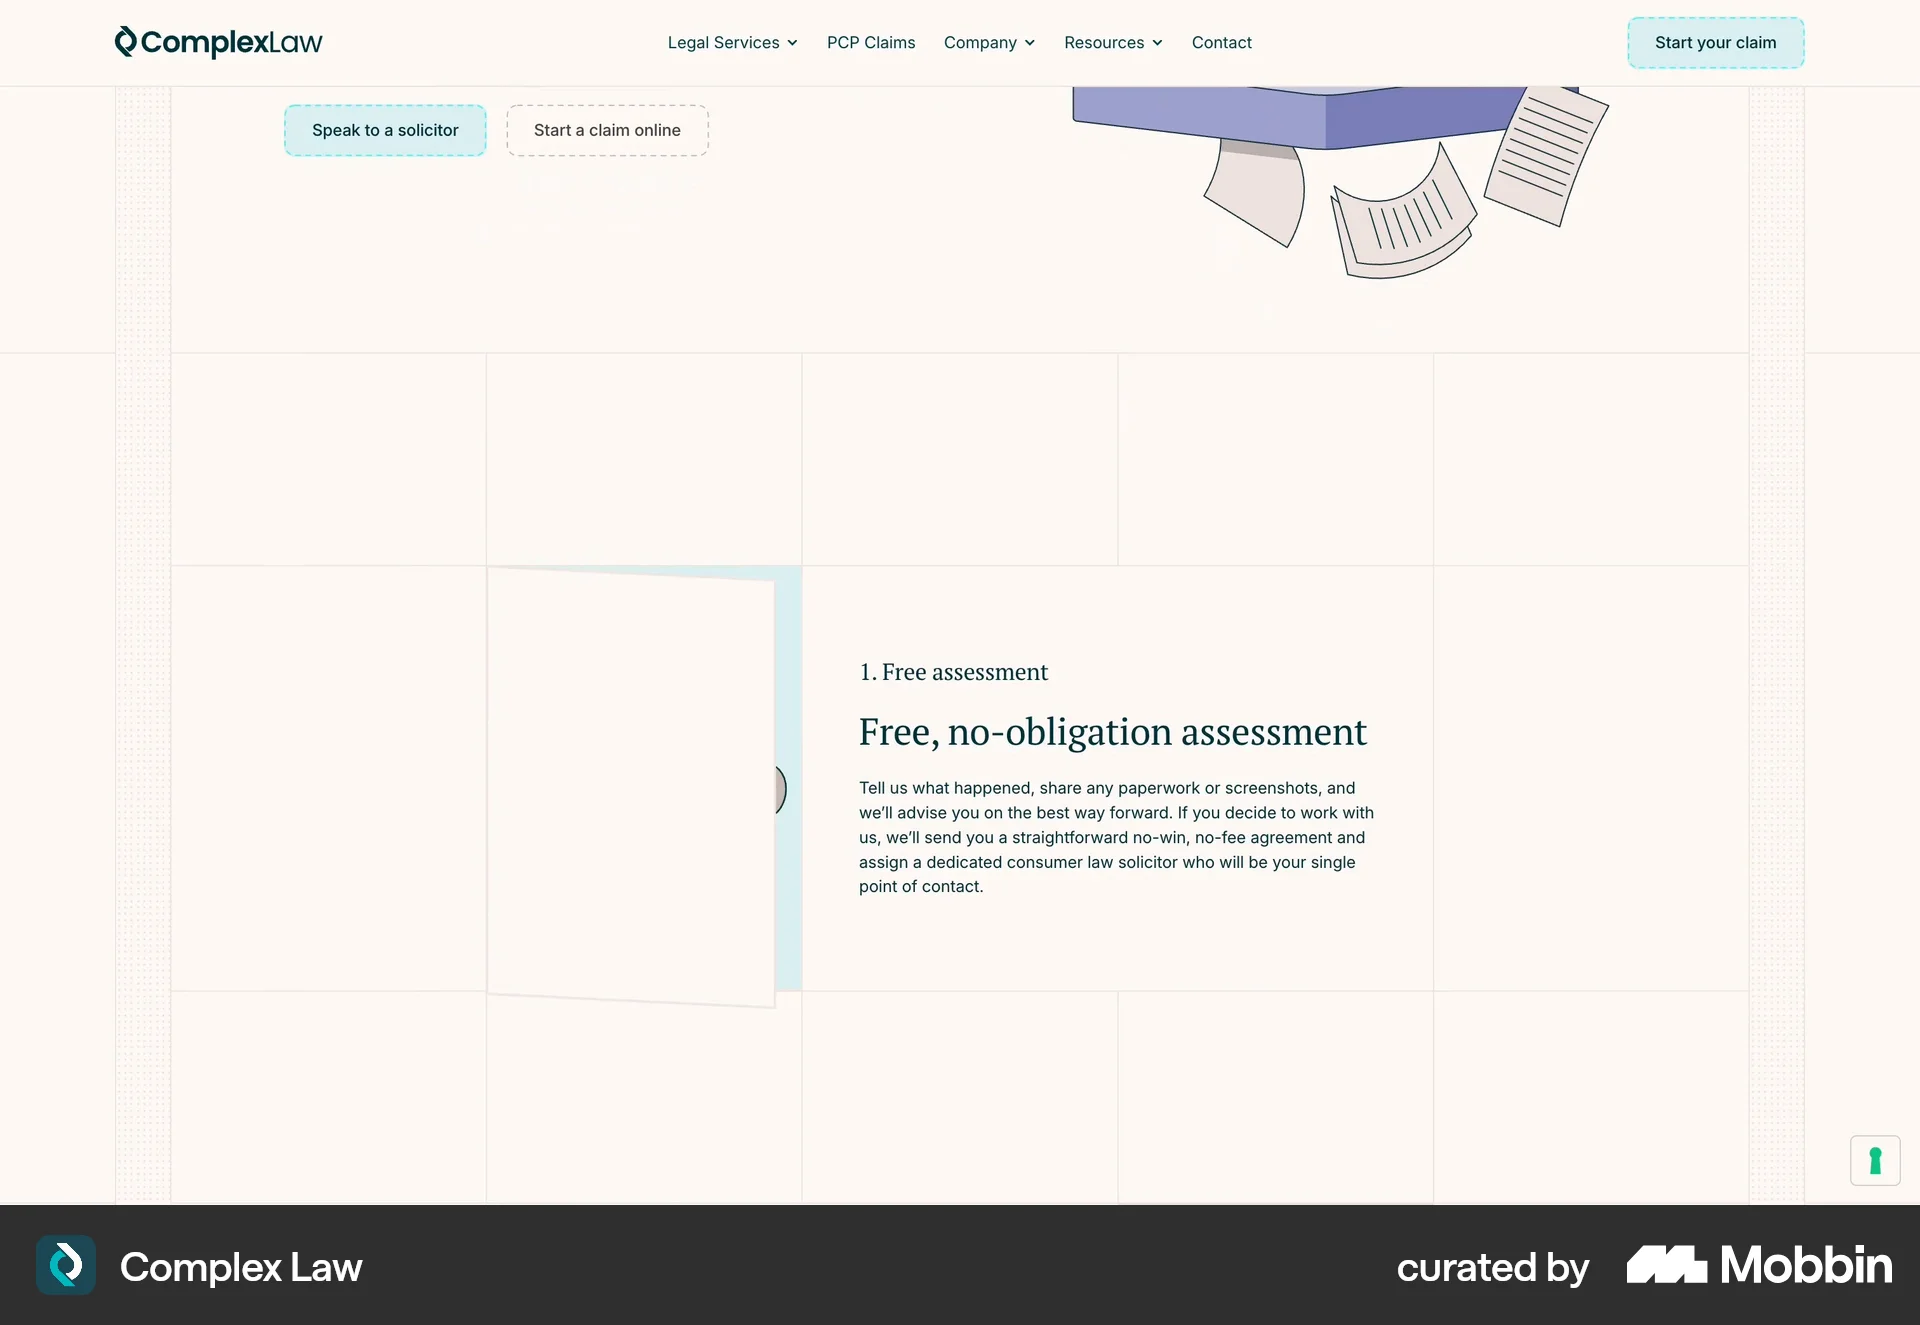 ComplexLaw
Legal Services
PCP Claims
Company
Resources
Contact
Start your claim
Speak to a solicitor
Start a claim online
1. Free assessment
Free, no-obligation assessment
Tell us what happened, share any paperwork or screenshots, and
we’ll advise you on the best way forward. If you decide to work with
us, we’ll send you a straightforward no-win, no-fee agreement and
assign a dedicated consumer law solicitor who will be your single
point of contact.
Complex Law
curated by
Mobbin